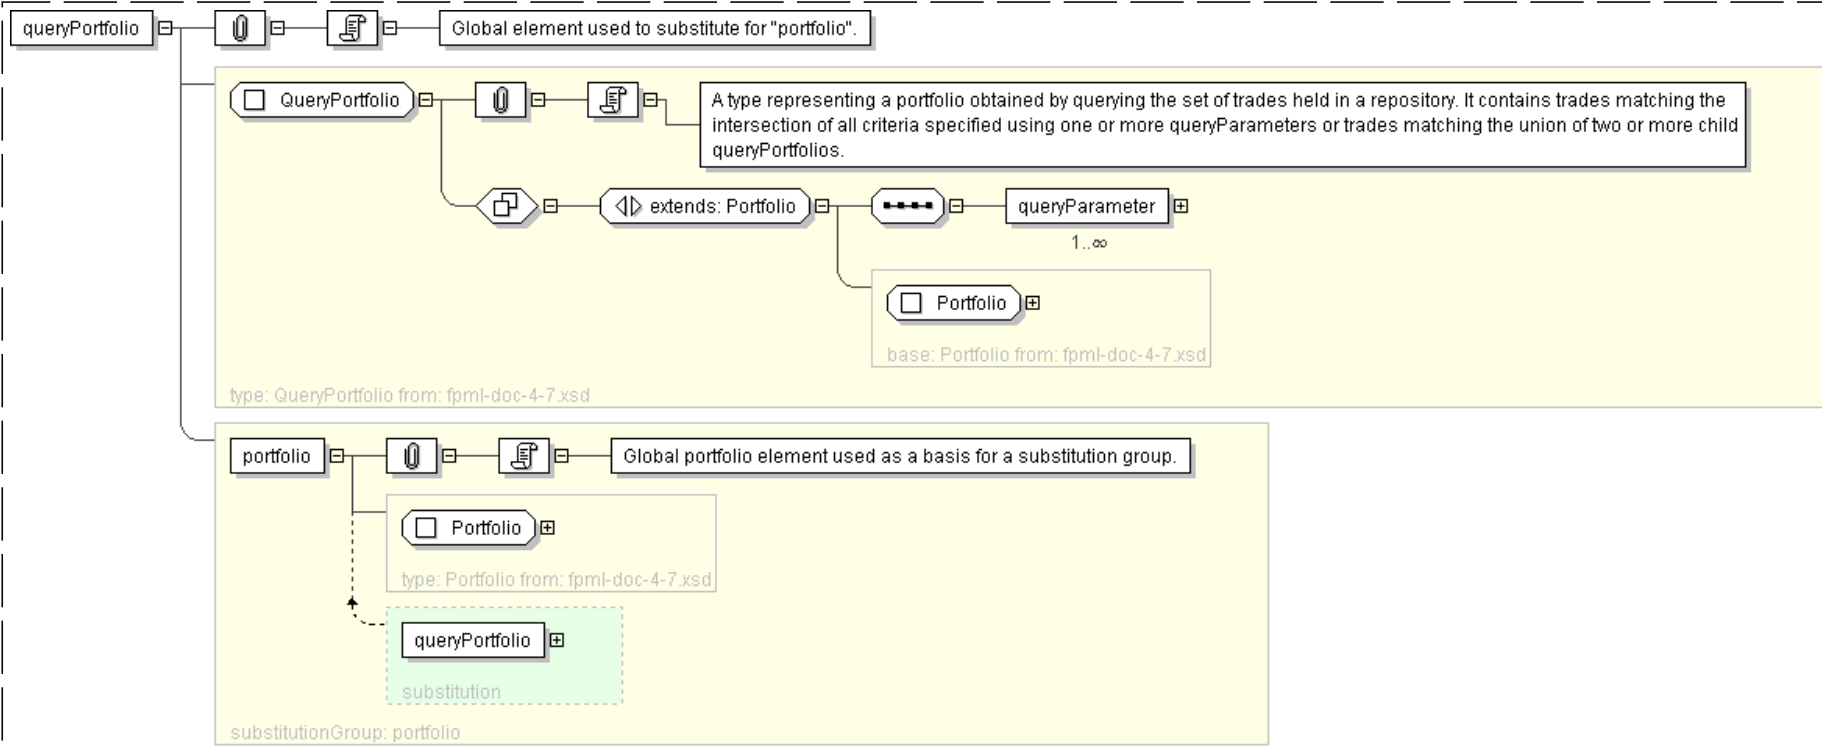 queryPortfolio
Global element used to substitute for "portfolio".
QueryPortfolio
A type representing a portfolio obtained by querying the set of trades held in a repository. It contains trades matching the
intersection of all criteria specified using one or more queryParameters or trades matching the union of two or more child
queryPortfolios.
extends: Portfolio
queryParameter
1..∞
Portfolio
base: Portfolio from: fpml-doc-4-7.xsd
type: QueryPortfolio from: fpml-doc-4-7.xsd
portfolio
Global portfolio element used as a basis for a substitution group.
Portfolio
type: Portfolio from: fpml-doc-4-7.xsd
queryPortfolio
substitution
substitutionGroup: portfolio